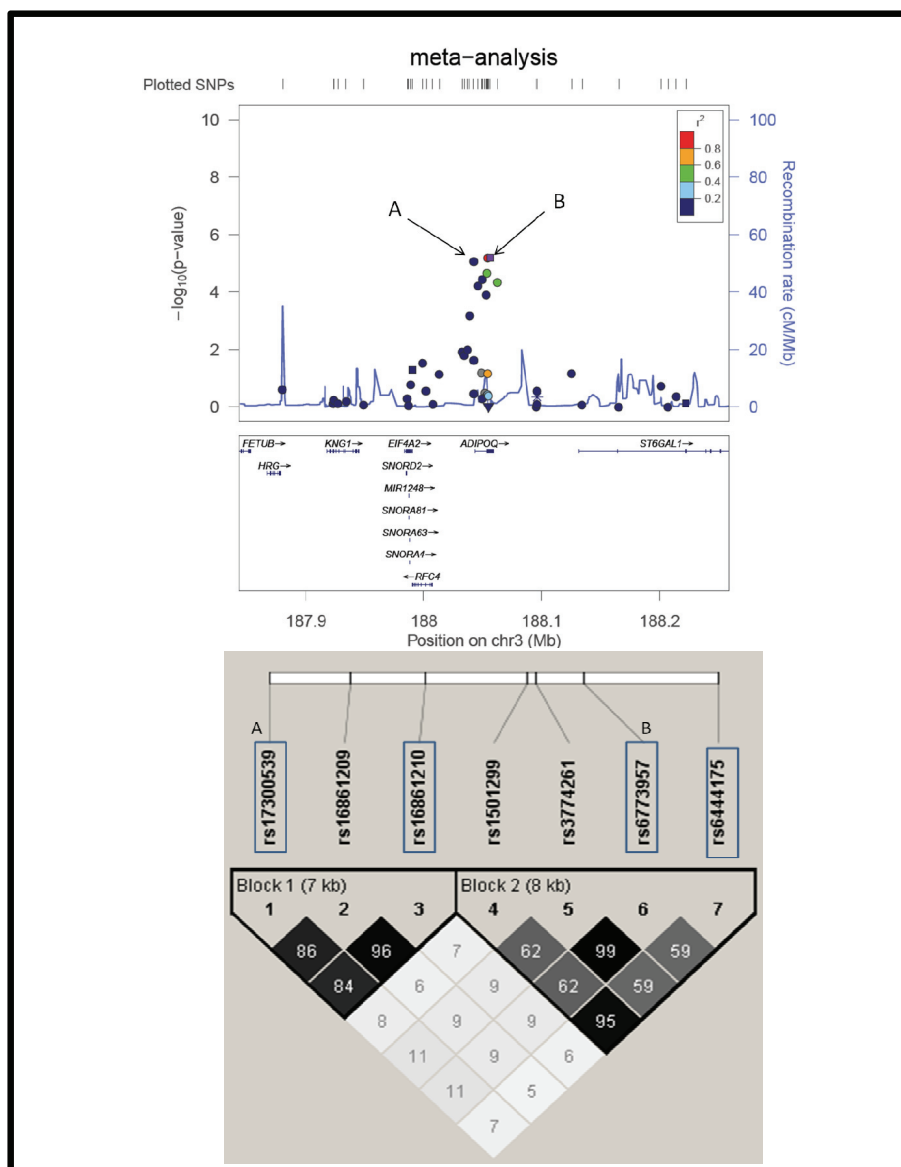 meta−analysis
Plotted SNPs
10
8
6
4
2
0
−log10(p−value)
100
80
60
40
20
0
Recombination rate (cM/Mb)
r2
0.8
0.6
0.4
0.2
A
B
FETUB→ KNG1→ EIF4A2→ ADIPOQ→ ST6GAL1→
HRG→ SNORD2→
MIR1248→
SNORA81→
SNORA63→
SNORA4→
←RFC4
187.9 188 188.1 188.2
Position on chr3 (Mb)
A B
rs17300539 rs16861209 rs16861210 rs1501299 rs3774261 rs6773957 rs6444175
Block 1 (7 kb) Block 2 (8 kb)
1 2 3 4 5 6 7
86 96 7 62 99 59
84 6 9 62 59
8 9 9 95
11 9 6
11 5
7